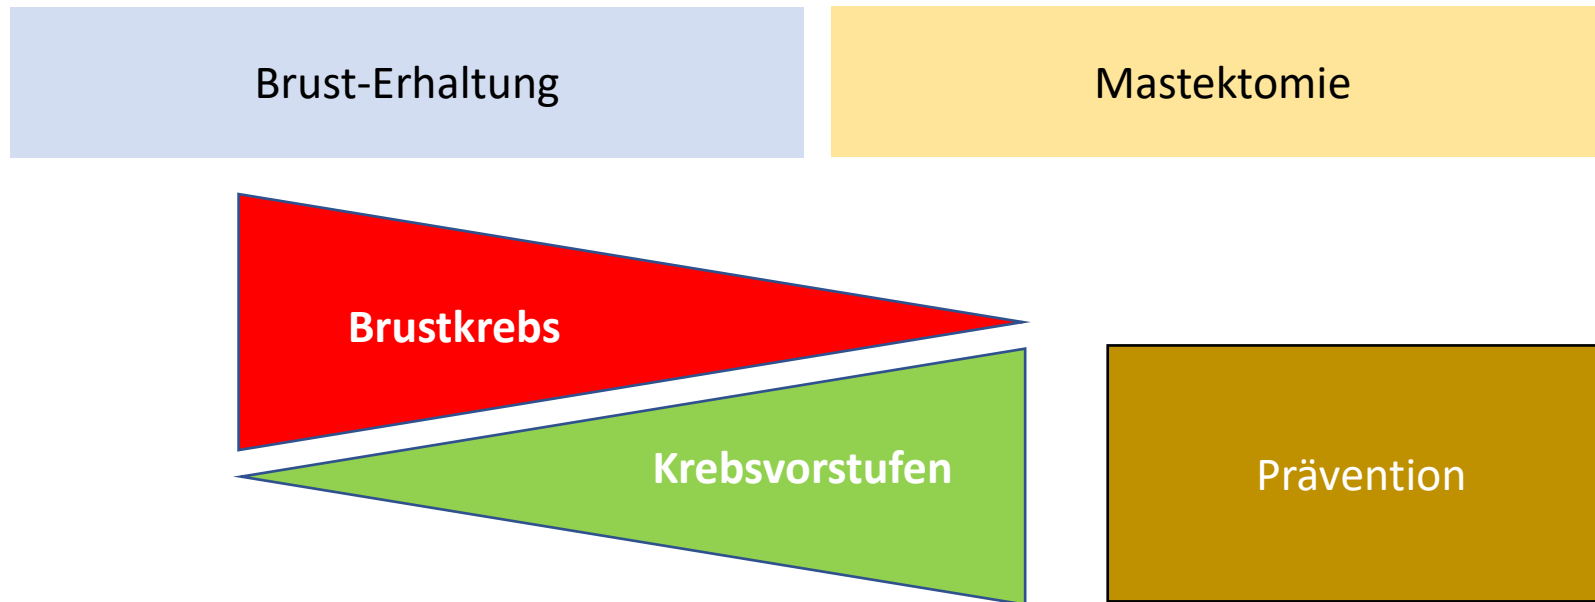 Brust-Erhaltung
Mastektomie
Brustkrebs
Krebsvorstufen
Prävention